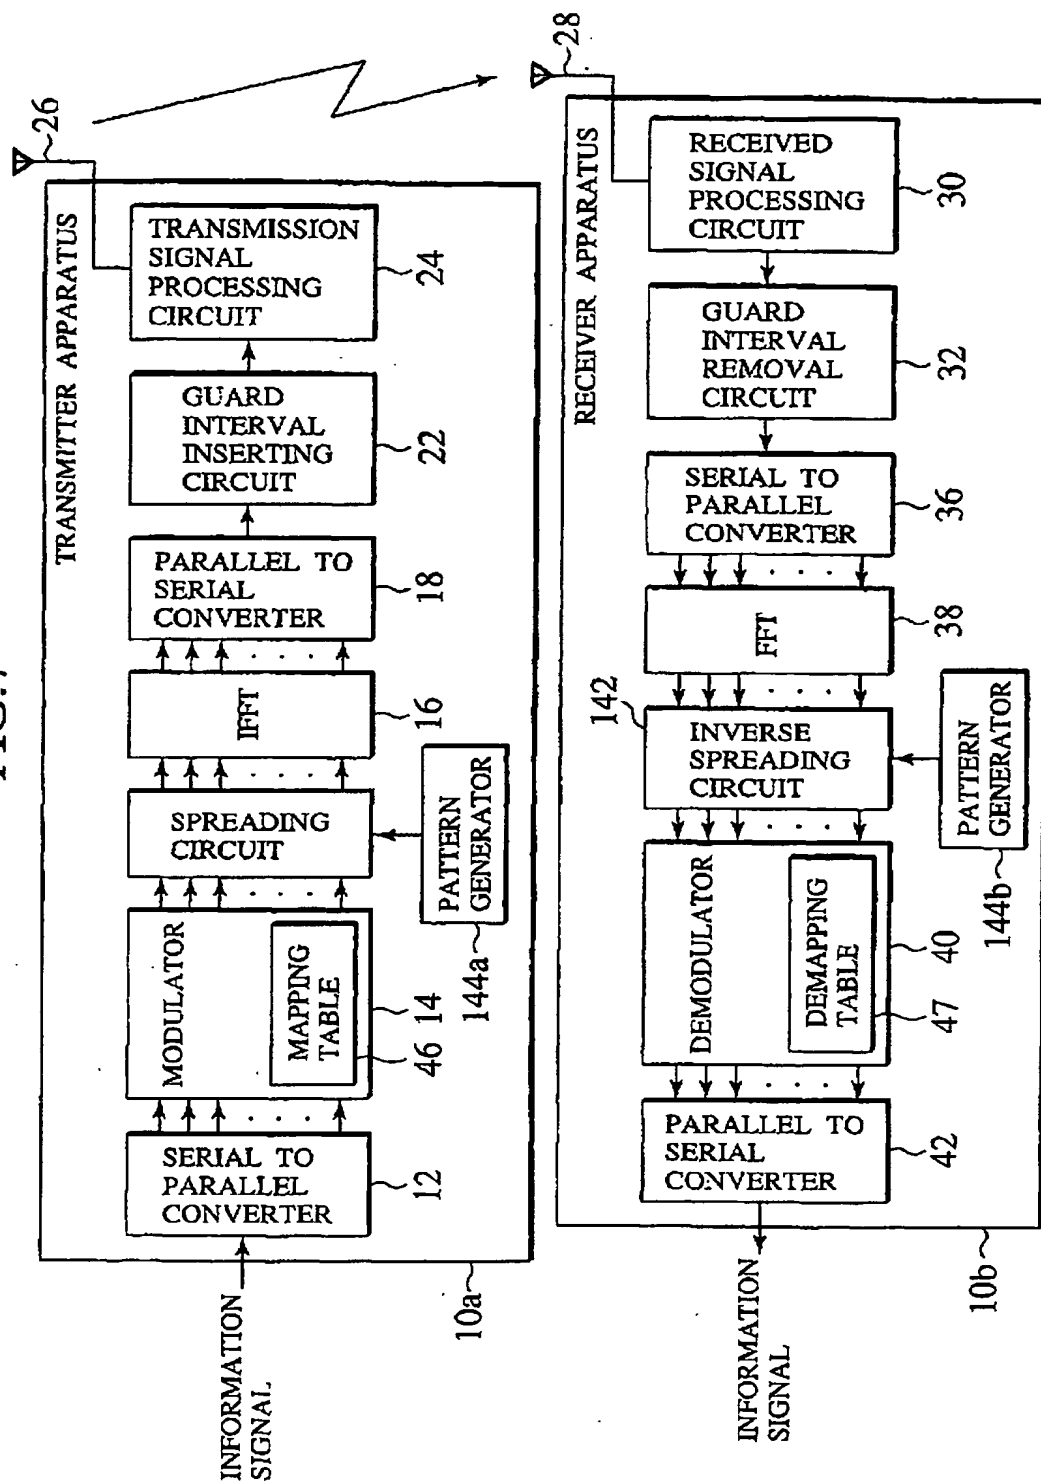 TRANSMITTER APPARATUS
INFORMATION
SIGNAL
SERIAL TO
PARALLEL
CONVERTER
12
MODULATOR
MAPPING
TABLE
46
14
SPREADING
CIRCUIT
PATTERN
GENERATOR
144a
IFFT
16
PARALLEL TO
SERIAL
CONVERTER
18
GUARD
INTERVAL
INSERTING
CIRCUIT
22
TRANSMISSION
SIGNAL
PROCESSING
CIRCUIT
24
26
10a
RECEIVER APPARATUS
28
RECEIVED
SIGNAL
PROCESSING
CIRCUIT
30
GUARD
INTERVAL
REMOVAL
CIRCUIT
32
SERIAL TO
PARALLEL
CONVERTER
36
FFT
38
142
INVERSE
SPREADING
CIRCUIT
PATTERN
GENERATOR
144b
DEMODULATOR
DEMAPPING
TABLE
47
40
PARALLEL TO
SERIAL
CONVERTER
42
INFORMATION
SIGNAL
10b